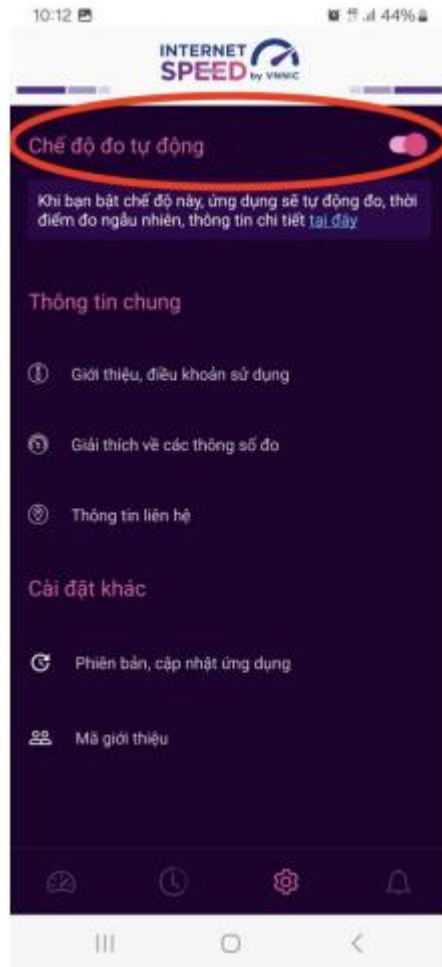 10:12
44%
INTERNET
SPEED by VNNIC
Chế độ đo tự động
Khi bạn bật chế độ này, ứng dụng sẽ tự động đo, thời
điểm đo ngẫu nhiên, thông tin chi tiết tại đây
Thông tin chung
Giới thiệu, điều khoản sử dụng
Giải thích về các thông số đo
Thông tin liên hệ
Cài đặt khác
Phiên bản, cập nhật ứng dụng
Mã giới thiệu